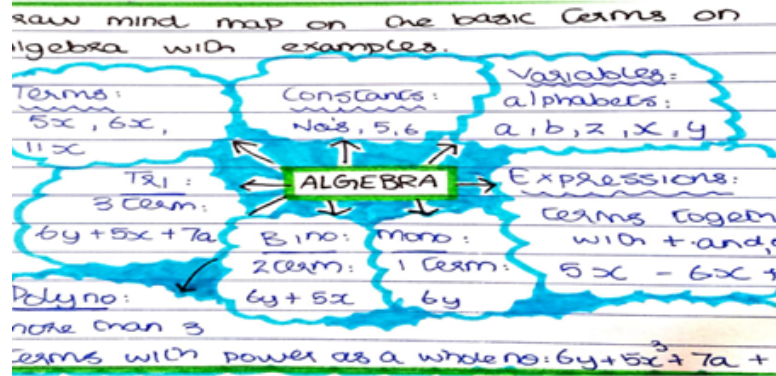 raw mind map on the basic terms on
lgebra with examples.
Terms:
5x, 6x,
11x
Constants:
No's, 5, 6
Variables:
alphabets:
a, b, z, x, y
Tri:
3 term:
6y + 5x + 7a
ALGEBRA
Expressions:
terms togeth
with + and
5x - 6x +
Bino:
2 term:
6y + 5x
Mono:
1 term:
6y
Polyno:
more than 3
terms with power as a whole no: 6y + 5x³ + 7a +